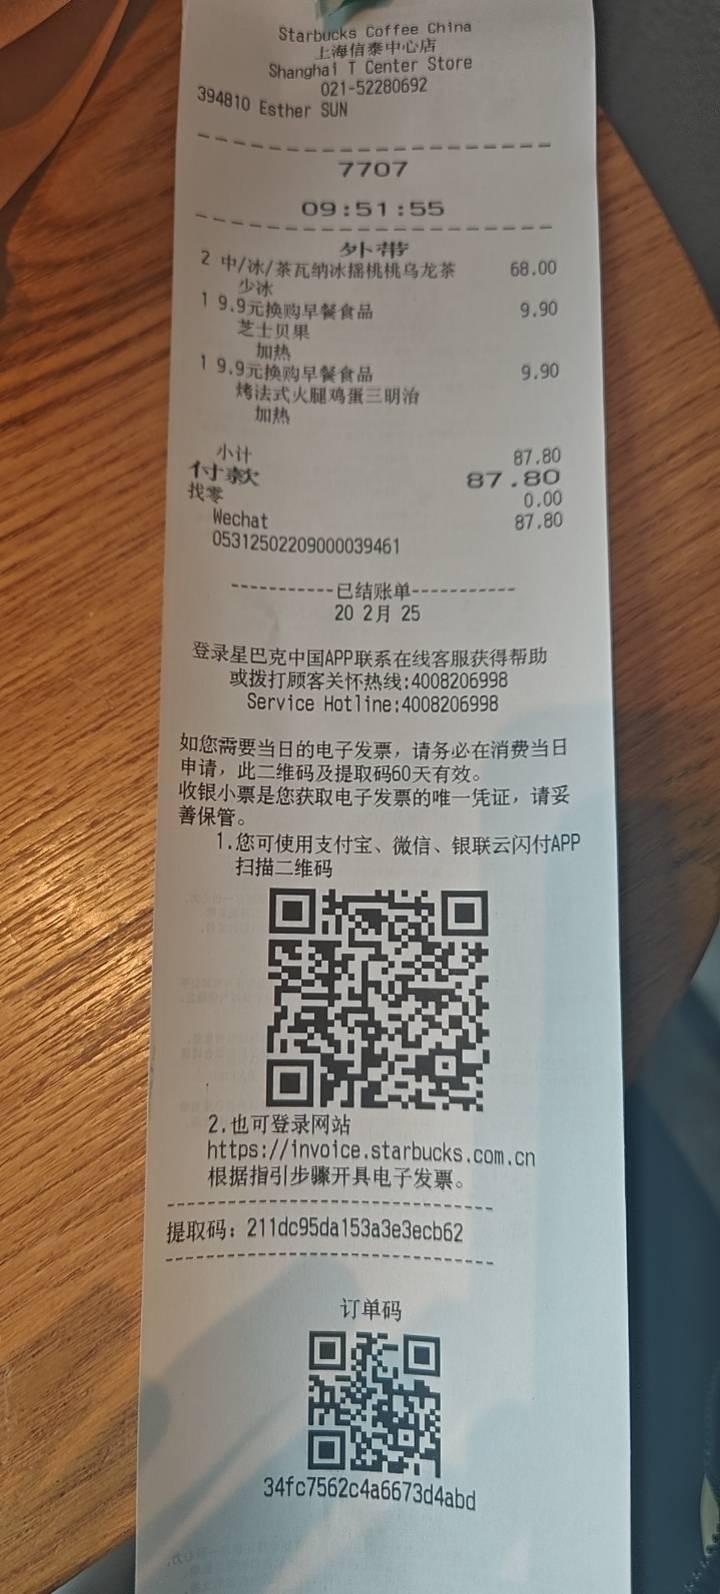 Starbucks Coffee China
上海信泰中心店
Shanghai T Center Store
021-52280692
394810 Esther SUN
--------------------
7707
09:51:55
--------------------
外带
2 中/冰/茶瓦纳冰摇桃桃乌龙茶 68.00
少冰
1 9.9元换购早餐食品 9.90
芝士贝果
加热
1 9.9元换购早餐食品 9.90
烤法式火腿鸡蛋三明治
加热
小计 87.80
付款 87.80
找零 0.00
Wechat 87.80
05312502209000039461
-----------已结账单-----------
20 2月 25
登录星巴克中国APP联系在线客服获得帮助
或拨打顾客关怀热线:4008206998
Service Hotline:4008206998
如您需要当日的电子发票，请务必在消费当日
申请，此二维码及提取码60天有效。
收银小票是您获取电子发票的唯一凭证，请妥
善保管。
1.您可使用支付宝、微信、银联云闪付APP
扫描二维码
2.也可登录网站
https://invoice.starbucks.com.cn
根据指引步骤开具电子发票。
--------------------------------
提取码：211dc95da153a3e3ecb62
--------------------------------
订单码
34fc7562c4a6673d4abd